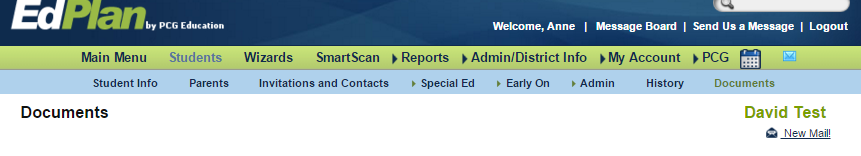 EdPlan by PCG Education
Welcome, Anne | Message Board | Send Us a Message | Logout
Main Menu Students Wizards SmartScan Reports Admin/District Info My Account PCG
Student Info Parents Invitations and Contacts Special Ed Early On Admin History Documents
Documents David Test
New Mail!